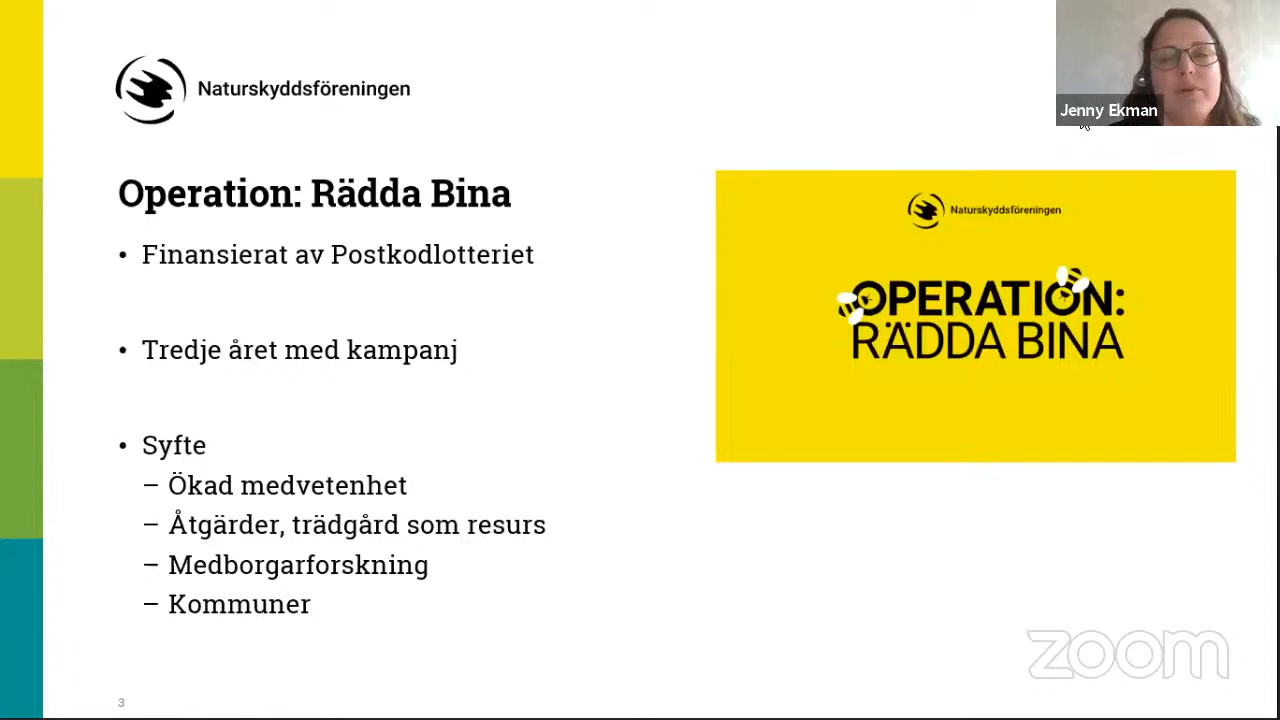 Naturskyddsföreningen
Jenny Ekman
Operation: Rädda Bina
• Finansierat av Postkodlotteriet
• Tredje året med kampanj
• Syfte
– Ökad medvetenhet
– Åtgärder, trädgård som resurs
– Medborgarforskning
– Kommuner
Naturskyddsföreningen
OPERATION:
RÄDDA BINA
zoom
3